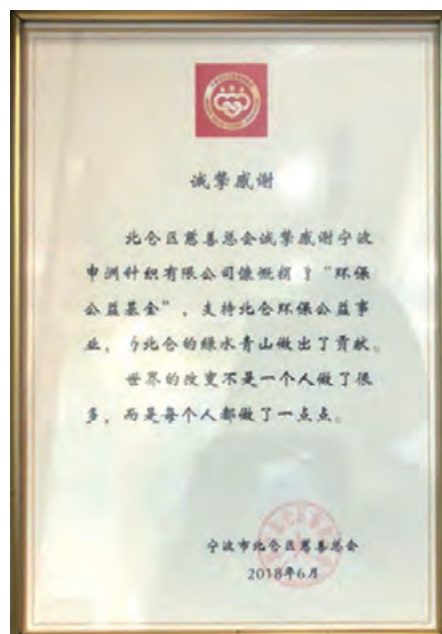 诚挚感谢
北仑区慈善总会诚挚感谢宁波
申洲针织有限公司慷慨捐 “环保
公益基金”，支持北仑环保公益事
业， 北仑的绿水青山做出了贡献。
世界的改变不是一个人做了很
多，而是每个人都做了一点点。
宁波市北仑区慈善总会
2018年6月